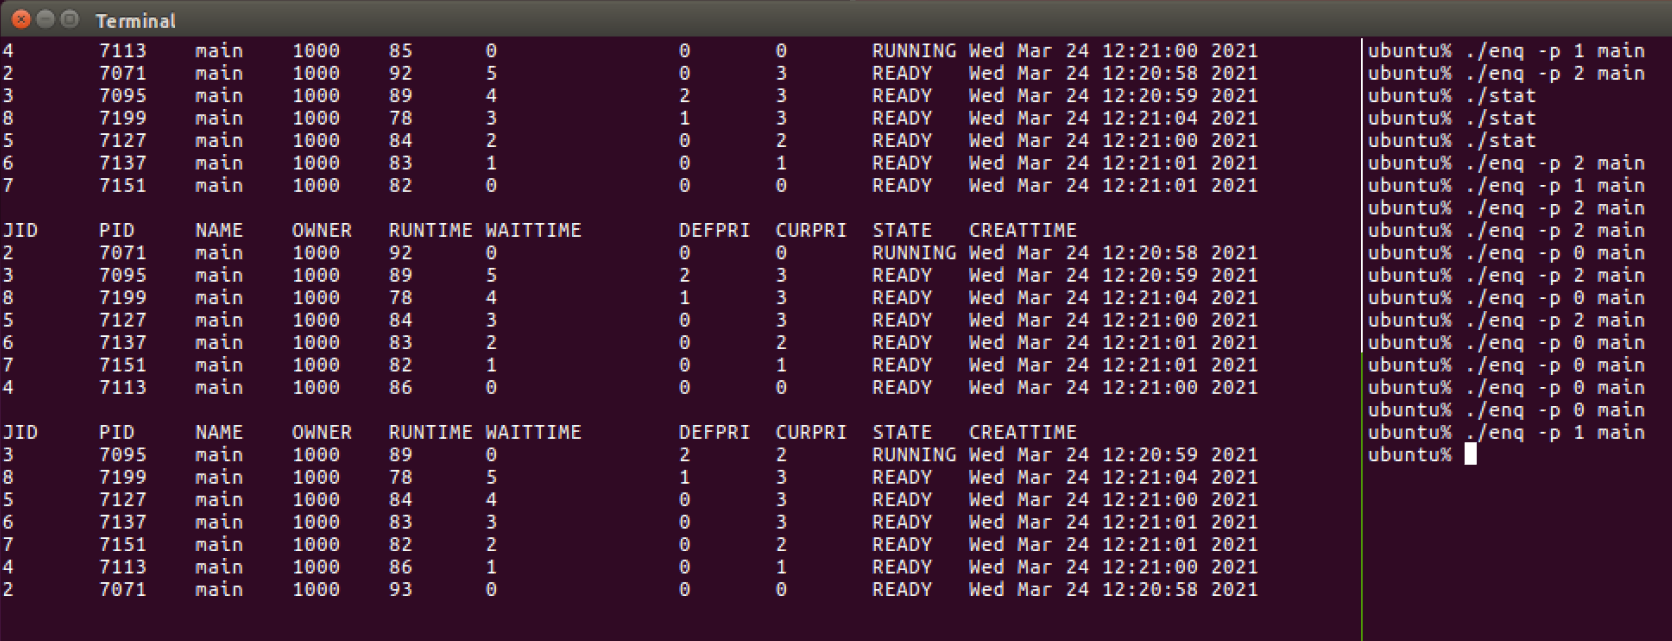 Terminal
4 7113 main 1000 85 0 0 0 RUNNING Wed Mar 24 12:21:00 2021
2 7071 main 1000 92 5 0 3 READY Wed Mar 24 12:20:58 2021
3 7095 main 1000 89 4 2 3 READY Wed Mar 24 12:20:59 2021
8 7199 main 1000 78 3 1 3 READY Wed Mar 24 12:21:04 2021
5 7127 main 1000 84 2 0 2 READY Wed Mar 24 12:21:00 2021
6 7137 main 1000 83 1 0 1 READY Wed Mar 24 12:21:01 2021
7 7151 main 1000 82 0 0 0 READY Wed Mar 24 12:21:01 2021
JID PID NAME OWNER RUNTIME WAITTIME DEFPRI CURPRI STATE CREATTIME
2 7071 main 1000 92 0 0 0 RUNNING Wed Mar 24 12:20:58 2021
3 7095 main 1000 89 5 2 3 READY Wed Mar 24 12:20:59 2021
8 7199 main 1000 78 4 1 3 READY Wed Mar 24 12:21:04 2021
5 7127 main 1000 84 3 0 3 READY Wed Mar 24 12:21:00 2021
6 7137 main 1000 83 2 0 2 READY Wed Mar 24 12:21:01 2021
7 7151 main 1000 82 1 0 1 READY Wed Mar 24 12:21:01 2021
4 7113 main 1000 86 0 0 0 READY Wed Mar 24 12:21:00 2021
JID PID NAME OWNER RUNTIME WAITTIME DEFPRI CURPRI STATE CREATTIME
3 7095 main 1000 89 0 2 2 RUNNING Wed Mar 24 12:20:59 2021
8 7199 main 1000 78 5 1 3 READY Wed Mar 24 12:21:04 2021
5 7127 main 1000 84 4 0 3 READY Wed Mar 24 12:21:00 2021
6 7137 main 1000 83 3 0 3 READY Wed Mar 24 12:21:01 2021
7 7151 main 1000 82 2 0 2 READY Wed Mar 24 12:21:01 2021
4 7113 main 1000 86 1 0 1 READY Wed Mar 24 12:21:00 2021
2 7071 main 1000 93 0 0 0 READY Wed Mar 24 12:20:58 2021
ubuntu% ./enq -p 1 main
ubuntu% ./enq -p 2 main
ubuntu% ./stat
ubuntu% ./stat
ubuntu% ./stat
ubuntu% ./enq -p 2 main
ubuntu% ./enq -p 1 main
ubuntu% ./enq -p 2 main
ubuntu% ./enq -p 2 main
ubuntu% ./enq -p 0 main
ubuntu% ./enq -p 2 main
ubuntu% ./enq -p 0 main
ubuntu% ./enq -p 2 main
ubuntu% ./enq -p 0 main
ubuntu% ./enq -p 0 main
ubuntu% ./enq -p 0 main
ubuntu% ./enq -p 0 main
ubuntu% ./enq -p 1 main
ubuntu%